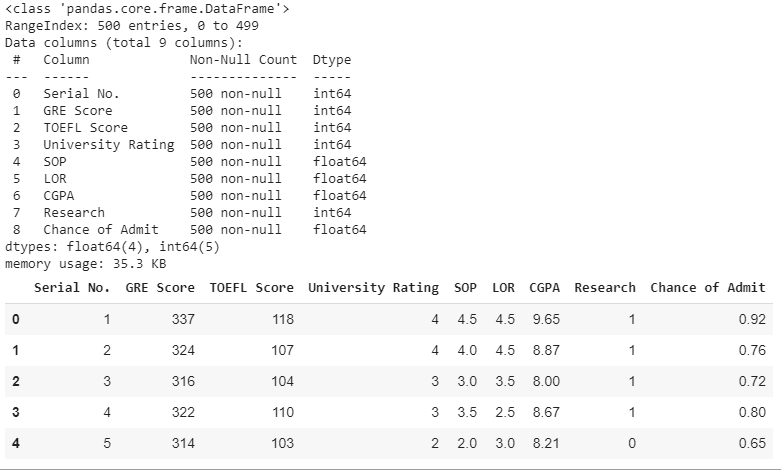 <class 'pandas.core.frame.DataFrame'>
RangeIndex: 500 entries, 0 to 499
Data columns (total 9 columns):
 #   Column             Non-Null Count  Dtype
---  ------             --------------  -----
 0   Serial No.         500 non-null    int64
 1   GRE Score          500 non-null    int64
 2   TOEFL Score        500 non-null    int64
 3   University Rating  500 non-null    int64
 4   SOP                500 non-null    float64
 5   LOR                500 non-null    float64
 6   CGPA               500 non-null    float64
 7   Research           500 non-null    int64
 8   Chance of Admit    500 non-null    float64
dtypes: float64(4), int64(5)
memory usage: 35.3 KB
Serial No. GRE Score TOEFL Score University Rating SOP LOR CGPA Research Chance of Admit
0 1 337 118 4 4.5 4.5 9.65 1 0.92
1 2 324 107 4 4.0 4.5 8.87 1 0.76
2 3 316 104 3 3.0 3.5 8.00 1 0.72
3 4 322 110 3 3.5 2.5 8.67 1 0.80
4 5 314 103 2 2.0 3.0 8.21 0 0.65